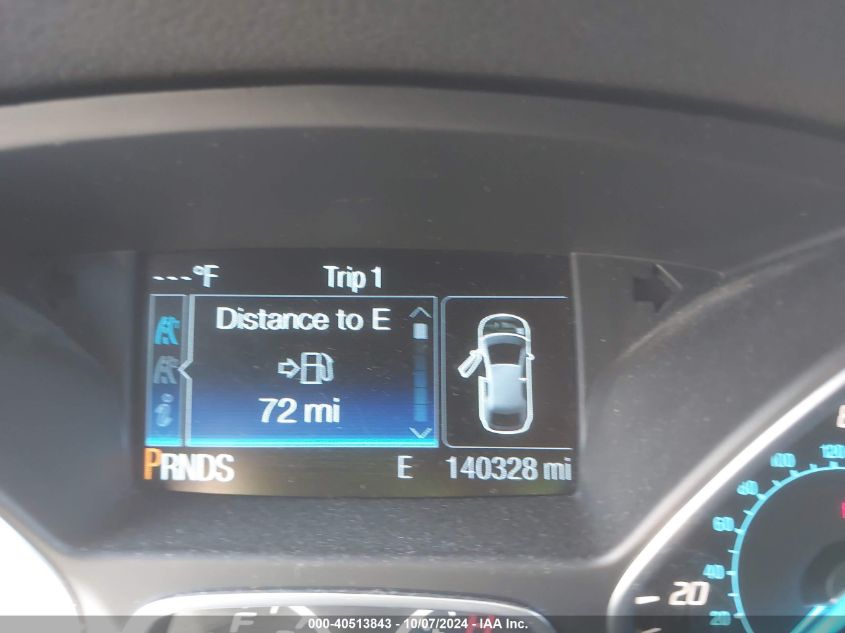 ---°F Trip 1
Distance to E
72 mi
PRNDS E 140328 mi
120
100
80
60
40
20
20
F
000-40513843 - 10/07/2024 - IAA Inc.